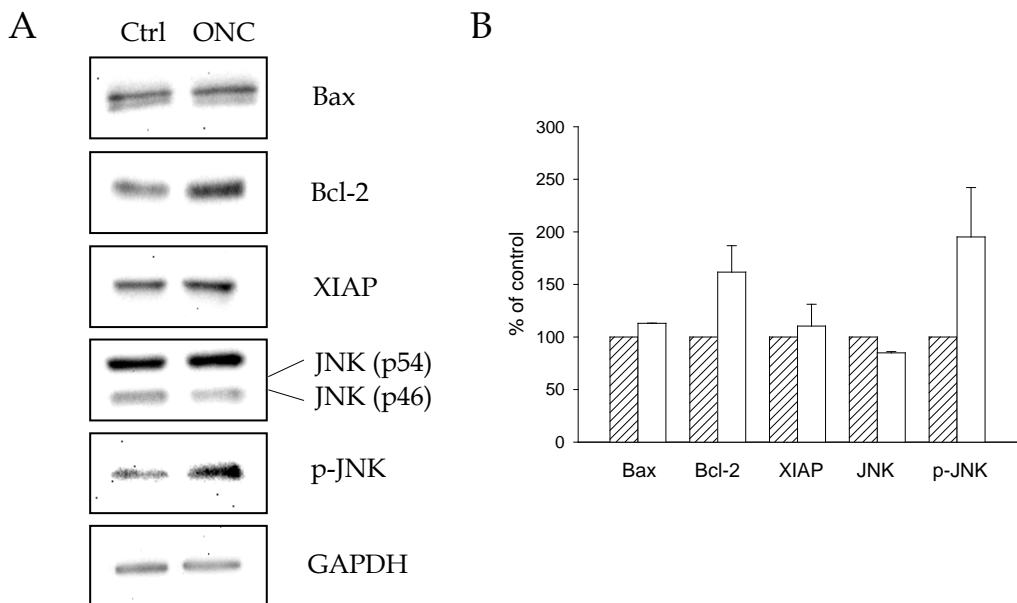 A
Ctrl ONC
Bax
Bcl-2
XIAP
JNK (p54)
JNK (p46)
p-JNK
GAPDH
B
% of control
300
250
200
150
100
50
0
Bax Bcl-2 XIAP JNK p-JNK